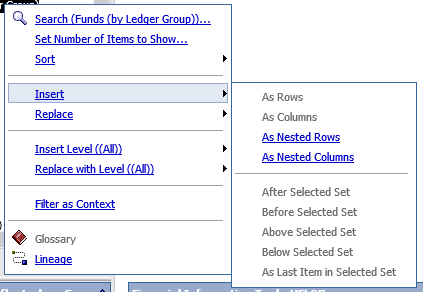 Search (Funds (by Ledger Group))...
Set Number of Items to Show...
Sort
Insert
Replace
Insert Level ((All))
Replace with Level ((All))
Filter as Context
Glossary
Lineage
As Rows
As Columns
As Nested Rows
As Nested Columns
After Selected Set
Before Selected Set
Above Selected Set
Below Selected Set
As Last Item in Selected Set